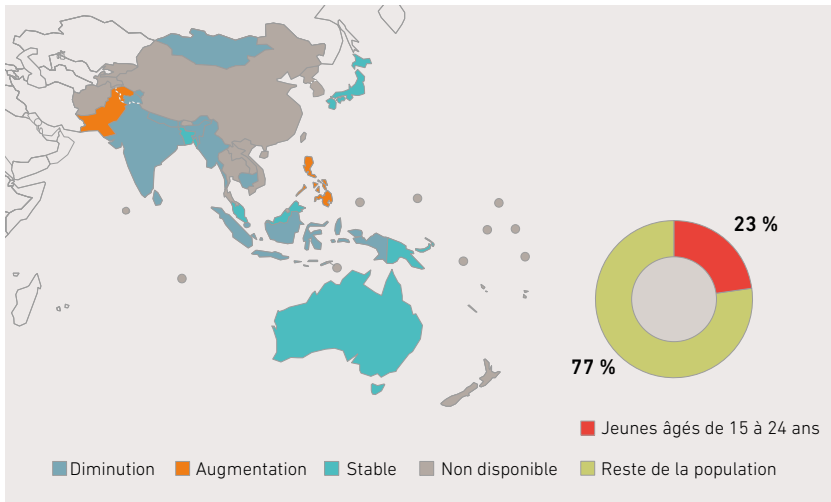 23 %
77 %
Jeunes âgés de 15 à 24 ans
Diminution Augmentation Stable Non disponible Reste de la population